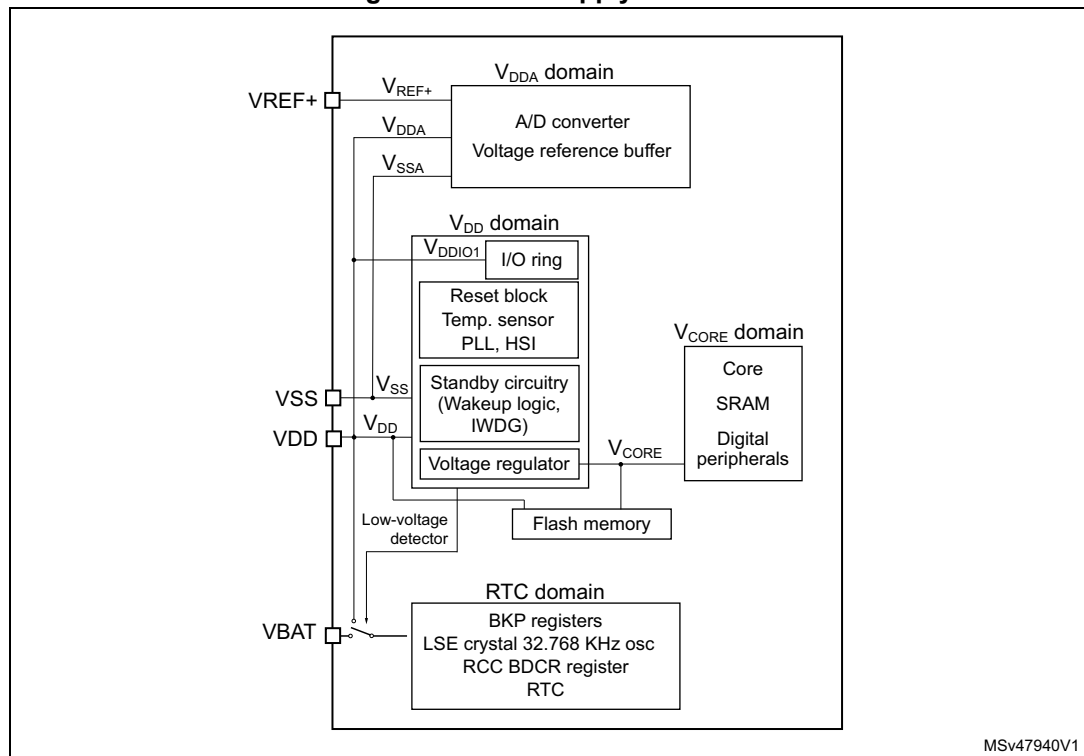 VDDA domain
VREF+
VREF+
A/D converter
VDDA
Voltage reference buffer
VSSA
VDD domain
VDDIO1
I/O ring
Reset block
Temp. sensor
PLL, HSI
VCORE domain
Core
SRAM
Digital
peripherals
VSS
VSS
Standby circuitry
(Wakeup logic,
IWDG)
VDD
VDD
Voltage regulator
VCORE
Flash memory
Low-voltage
detector
RTC domain
VBAT
BKP registers
LSE crystal 32.768 KHz osc
RCC BDCR register
RTC
MSv47940V1